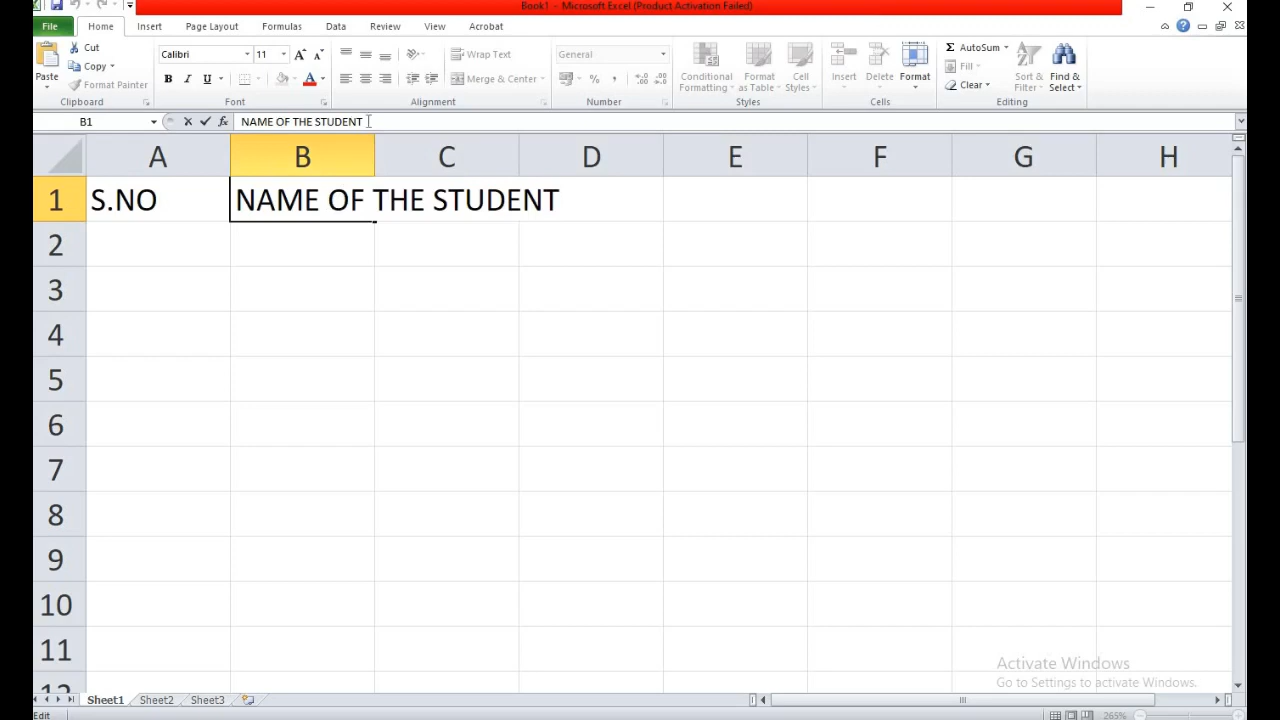 Book1 - Microsoft Excel (Product Activation Failed)
File Home Insert Page Layout Formulas Data Review View Acrobat
Paste
Cut
Copy
Format Painter
Clipboard
Calibri 11
B I U
Font
Wrap Text
Merge & Center
Alignment
General
%
Number
Conditional Formatting
Format as Table
Cell Styles
Styles
Insert Delete Format
Cells
AutoSum
Fill
Clear
Sort & Filter
Find & Select
Editing
B1 fx NAME OF THE STUDENT
A B C D E F G H
1 S.NO NAME OF THE STUDENT
2
3
4
5
6
7
8
9
10
11
12
Activate Windows
Go to Settings to activate Windows.
Sheet1 Sheet2 Sheet3
Edit 265%